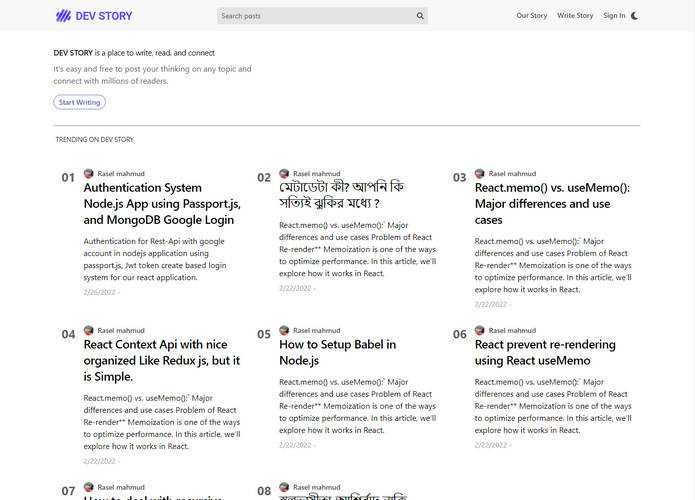 DEV STORY
Search posts
Our Story
Write Story
Sign In
DEV STORY is a place to write, read, and connect
It's easy and free to post your thinking on any topic and
connect with millions of readers.
Start Writing
TRENDING ON DEV STORY
01
Rasel mahmud
Authentication System
Node.js App using Passport.js,
and MongoDB Google Login
Authentication for Rest-Api with google
account in nodejs application using
passport.js, Jwt token create based login
system for our react application.
2/26/2022 -
02
Rasel mahmud
মেটাডেটা কী? আপনি কি
সত্যিই ঝুকির মধ্যে ?
React.memo() vs. useMemo():` Major
differences and use cases Problem of React
Re-render** Memoization is one of the ways
to optimize performance. In this article, we'll
explore how it works in React.
2/22/2022 -
03
Rasel mahmud
React.memo() vs. useMemo():
Major differences and use
cases
React.memo() vs. useMemo():` Major
differences and use cases Problem of React
Re-render** Memoization is one of the ways
to optimize performance. In this article, we'll
explore how it works in React.
2/22/2022 -
04
Rasel mahmud
React Context Api with nice
organized Like Redux js, but it
is Simple.
React.memo() vs. useMemo():` Major
differences and use cases Problem of React
Re-render** Memoization is one of the ways
to optimize performance. In this article, we'll
explore how it works in React.
2/22/2022 -
05
Rasel mahmud
How to Setup Babel in
Node.js
React.memo() vs. useMemo():` Major
differences and use cases Problem of React
Re-render** Memoization is one of the ways
to optimize performance. In this article, we'll
explore how it works in React.
2/22/2022 -
06
Rasel mahmud
React prevent re-rendering
using React useMemo
React.memo() vs. useMemo():` Major
differences and use cases Problem of React
Re-render** Memoization is one of the ways
to optimize performance. In this article, we'll
explore how it works in React.
2/22/2022 -
07
Rasel mahmud
How to deal with recursive
08
Rasel mahmud